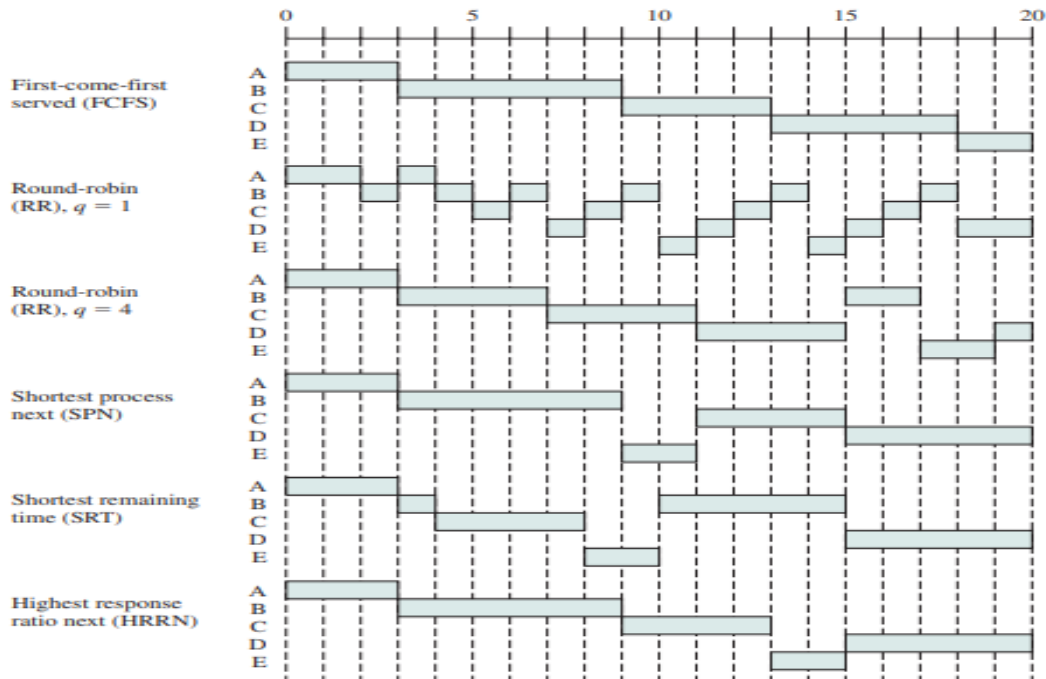 0 5 10 15 20
First-come-first
served (FCFS)
A
B
C
D
E
Round-robin
(RR), q = 1
A
B
C
D
E
Round-robin
(RR), q = 4
A
B
C
D
E
Shortest process
next (SPN)
A
B
C
D
E
Shortest remaining
time (SRT)
A
B
C
D
E
Highest response
ratio next (HRRN)
A
B
C
D
E